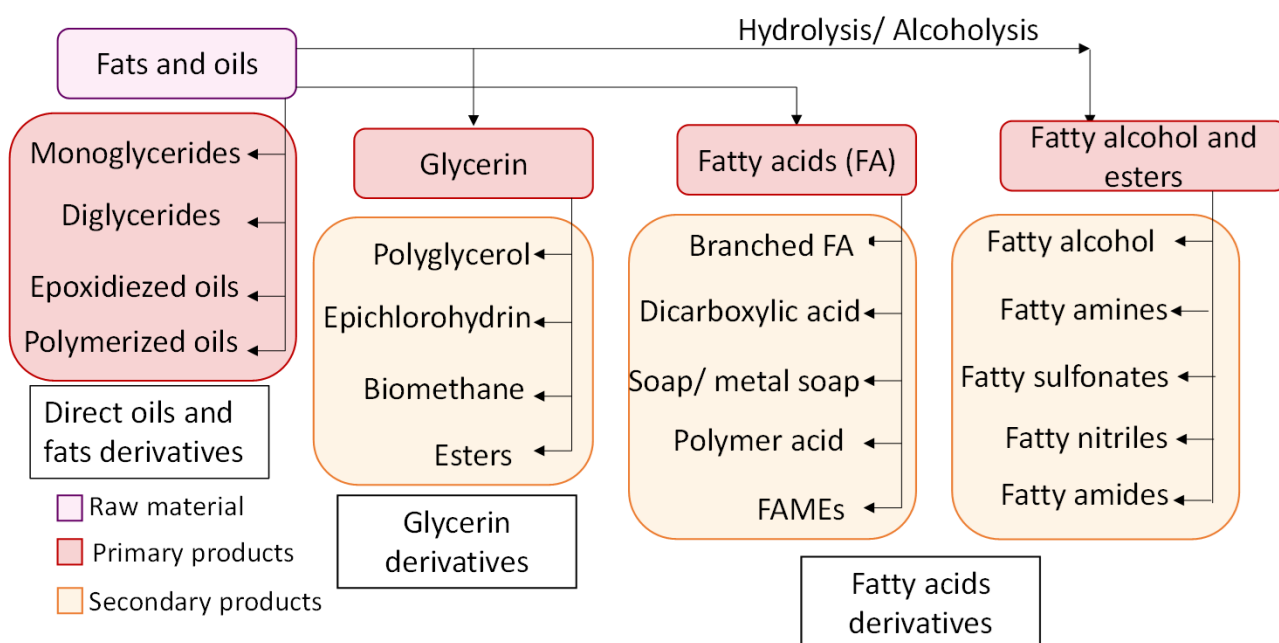 Hydrolysis/ Alcoholysis
Fats and oils
Monoglycerides
Diglycerides
Epoxidiezed oils
Polymerized oils
Direct oils and
fats derivatives
Raw material
Primary products
Secondary products
Glycerin
Polyglycerol
Epichlorohydrin
Biomethane
Esters
Glycerin
derivatives
Fatty acids (FA)
Branched FA
Dicarboxylic acid
Soap/ metal soap
Polymer acid
FAMEs
Fatty alcohol and
esters
Fatty alcohol
Fatty amines
Fatty sulfonates
Fatty nitriles
Fatty amides
Fatty acids
derivatives